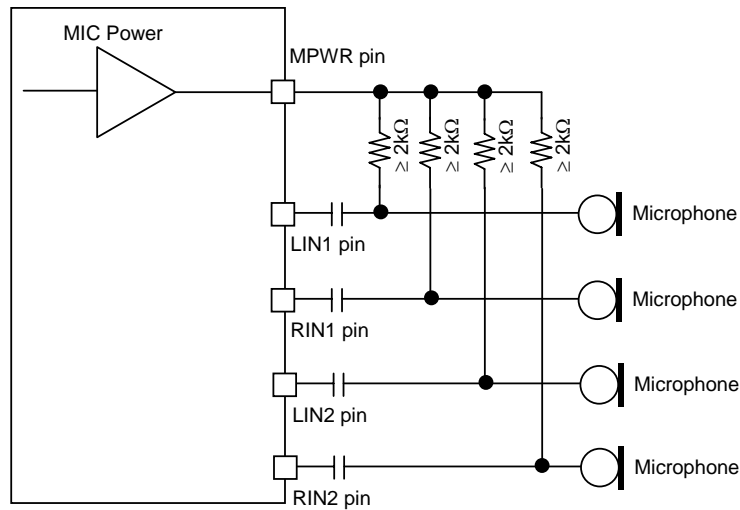 MIC Power
MPWR pin
≥ 2kΩ
≥ 2kΩ
≥ 2kΩ
≥ 2kΩ
Microphone
LIN1 pin
Microphone
RIN1 pin
Microphone
LIN2 pin
Microphone
RIN2 pin